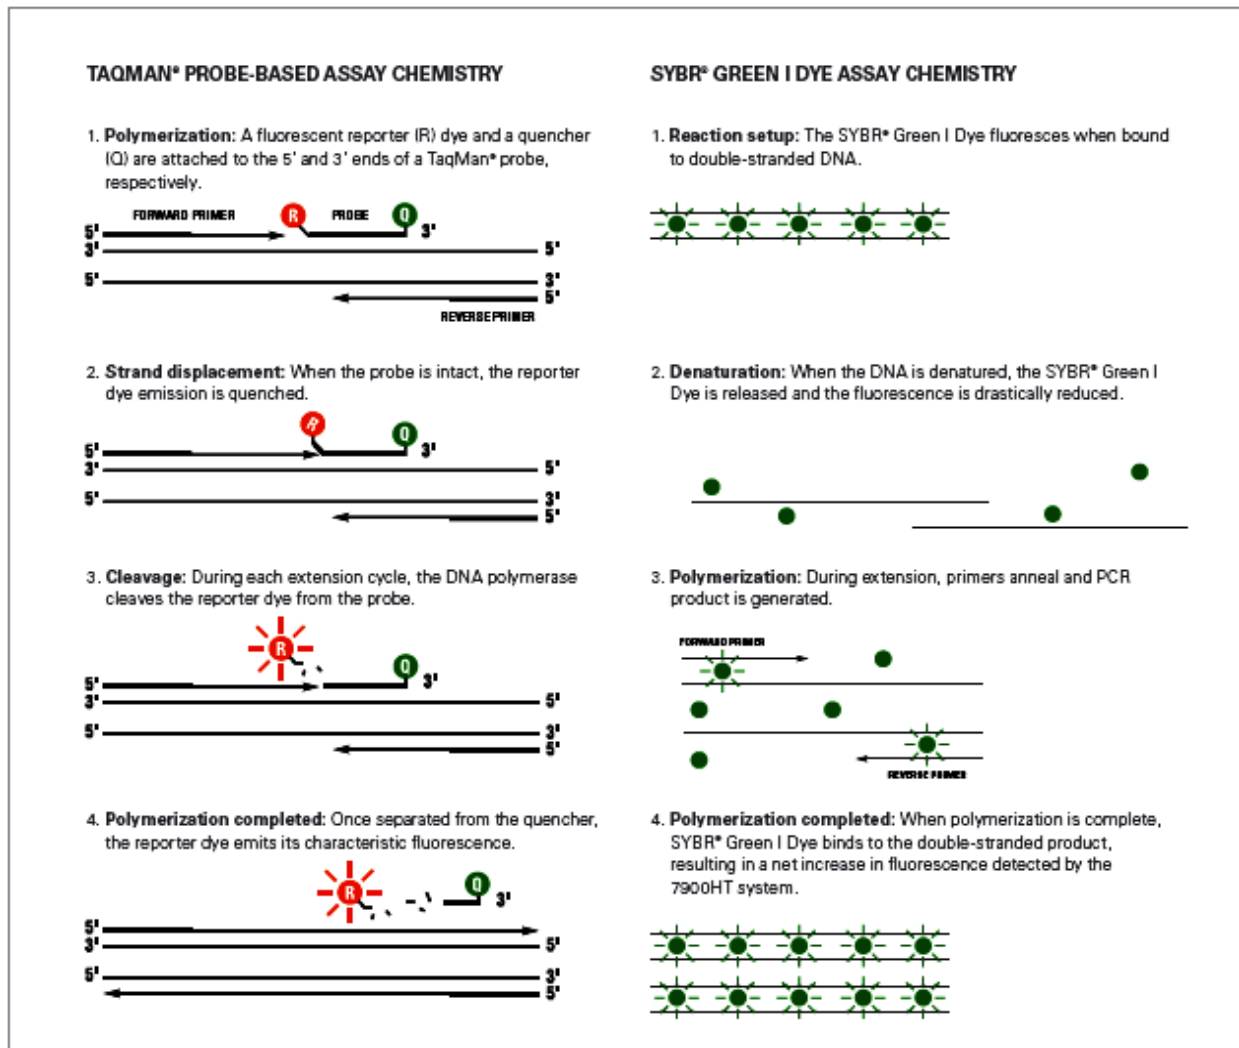 TAQMAN® PROBE-BASED ASSAY CHEMISTRY
1. Polymerization: A fluorescent reporter (R) dye and a quencher
(Q) are attached to the 5' and 3' ends of a TaqMan® probe,
respectively.
FORWARD PRIMER R PROBE Q
5' 3'
3' 5'
5' 3'
5'
REVERSE PRIMER
2. Strand displacement: When the probe is intact, the reporter
dye emission is quenched.
R Q
5' 3'
3' 5'
5' 3'
5'
3. Cleavage: During each extension cycle, the DNA polymerase
cleaves the reporter dye from the probe.
R Q
5' 3'
3' 5'
5' 3'
5'
4. Polymerization completed: Once separated from the quencher,
the reporter dye emits its characteristic fluorescence.
R Q
3'
5'
3' 5'
5' 3'
5'
SYBR® GREEN I DYE ASSAY CHEMISTRY
1. Reaction setup: The SYBR® Green I Dye fluoresces when bound
to double-stranded DNA.
2. Denaturation: When the DNA is denatured, the SYBR® Green I
Dye is released and the fluorescence is drastically reduced.
3. Polymerization: During extension, primers anneal and PCR
product is generated.
FORWARD PRIMER
REVERSE PRIMER
4. Polymerization completed: When polymerization is complete,
SYBR® Green I Dye binds to the double-stranded product,
resulting in a net increase in fluorescence detected by the
7900HT system.